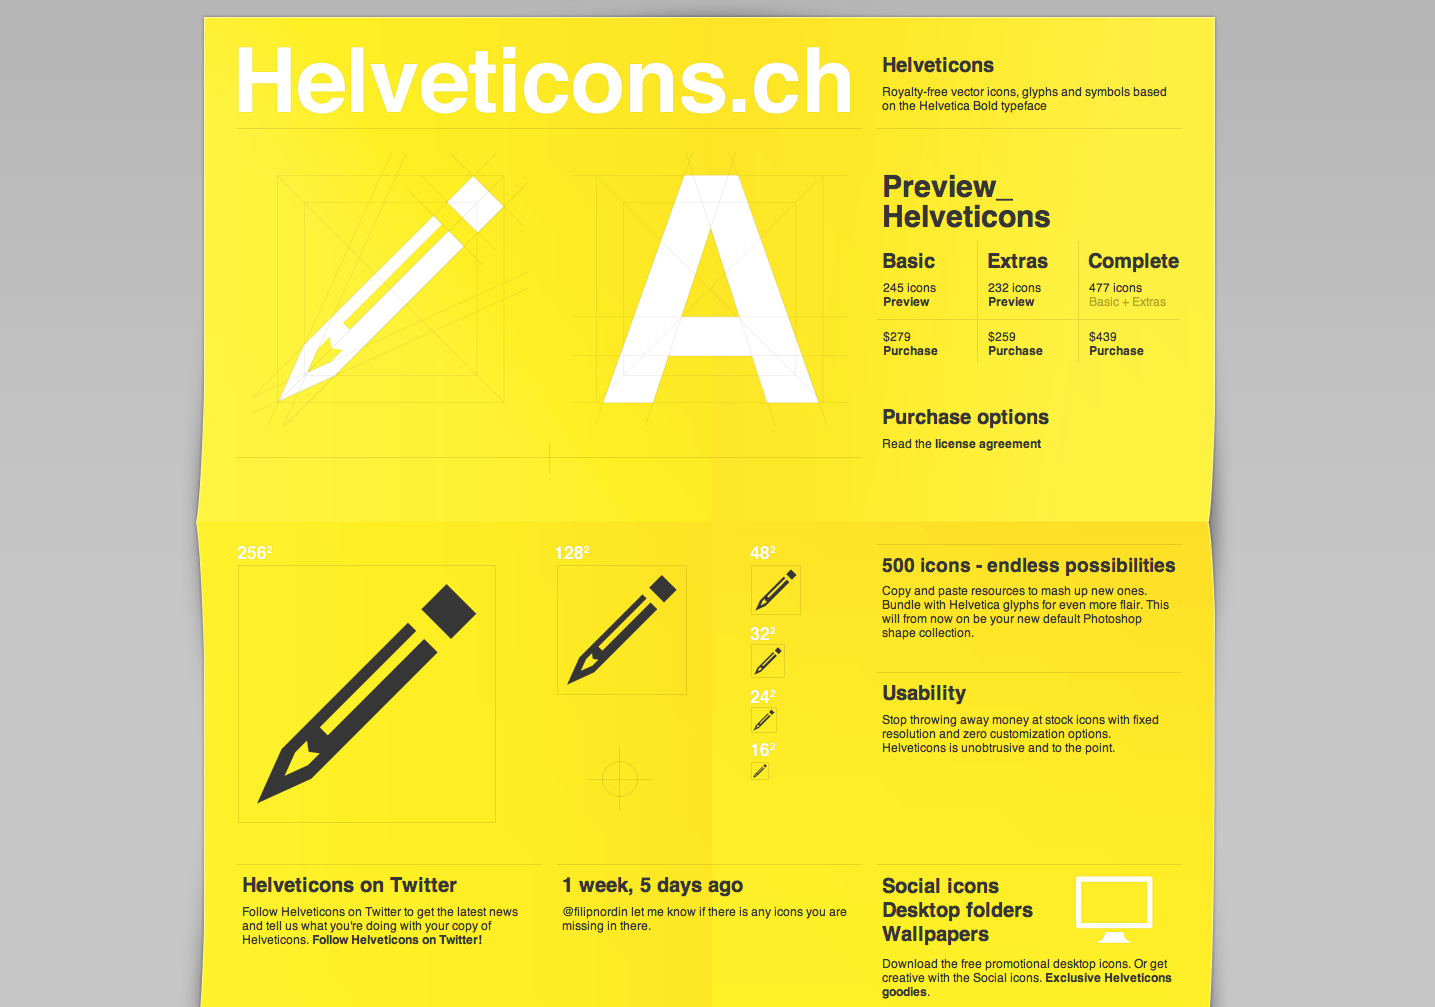 Helveticons.ch
Helveticons
Royalty-free vector icons, glyphs and symbols based
on the Helvetica Bold typeface
A
Preview_
Helveticons
Basic
245 icons
Preview
$279
Purchase
Extras
232 icons
Preview
$259
Purchase
Complete
477 icons
Basic + Extras
$439
Purchase
Purchase options
Read the license agreement
256²
128²
48²
32²
24²
16²
500 icons - endless possibilities
Copy and paste resources to mash up new ones.
Bundle with Helvetica glyphs for even more flair. This
will from now on be your new default Photoshop
shape collection.
Usability
Stop throwing away money at stock icons with fixed
resolution and zero customization options.
Helveticons is unobtrusive and to the point.
Helveticons on Twitter
Follow Helveticons on Twitter to get the latest news
and tell us what you're doing with your copy of
Helveticons. Follow Helveticons on Twitter!
1 week, 5 days ago
@filipnordin let me know if there is any icons you are
missing in there.
Social icons
Desktop folders
Wallpapers
Download the free promotional desktop icons. Or get
creative with the Social icons. Exclusive Helveticons
goodies.